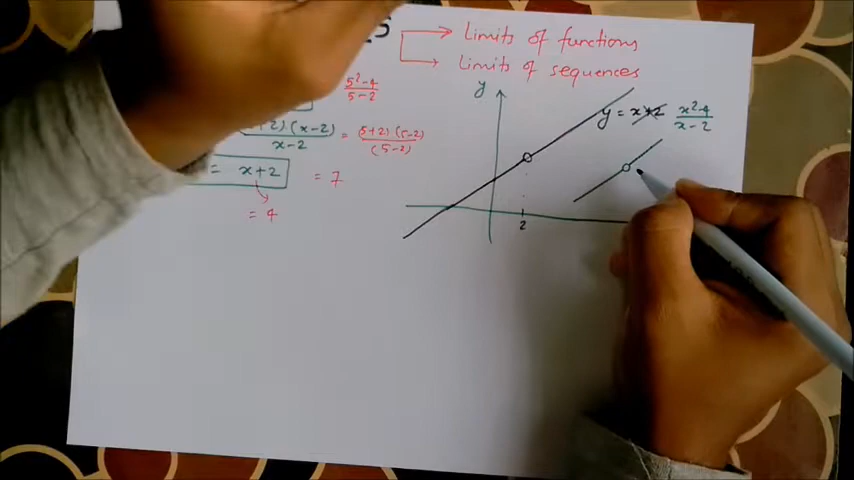 Limits of functions
Limits of sequences
5²-4
5-2
y
y = x+2 x²-4
x-2
(x-2)
x-2
= (5+2)(5-2)
(5-2)
= x+2
= 7
= 4
2